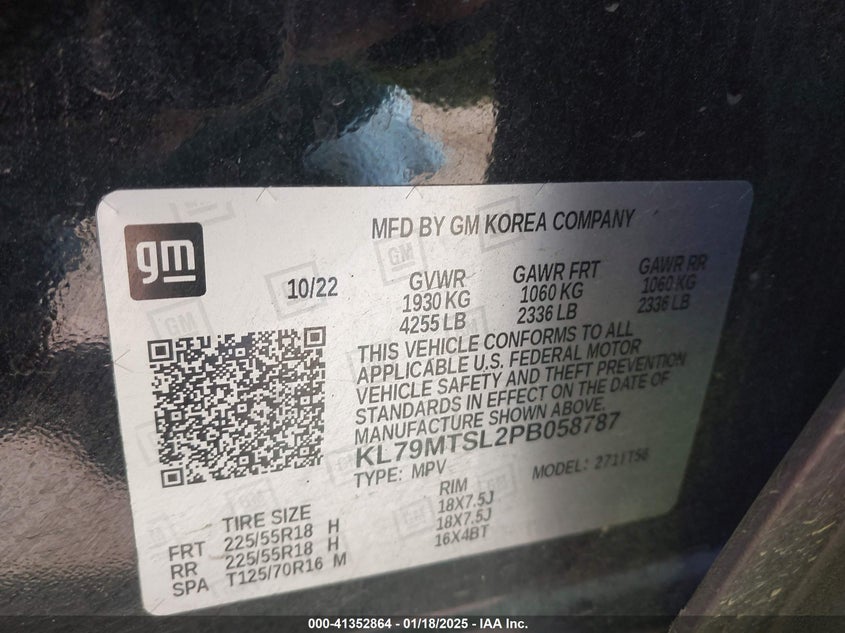 gm
MFD BY GM KOREA COMPANY
10/22
GVWR GAWR FRT GAWR RR
1930 KG 1060 KG 1060 KG
4255 LB 2336 LB 2336 LB
THIS VEHICLE CONFORMS TO ALL
APPLICABLE U.S. FEDERAL MOTOR
VEHICLE SAFETY AND THEFT PREVENTION
STANDARDS IN EFFECT ON THE DATE OF
MANUFACTURE SHOWN ABOVE.
KL79MTSL2PB058787
TYPE: MPV MODEL: 2711TS6
TIRE SIZE RIM
FRT 225/55R18 H 18X7.5J
RR 225/55R18 H 18X7.5J
SPA T125/70R16 M 16X4BT
000-41352864 / 01/18/2025 - IAA Inc.